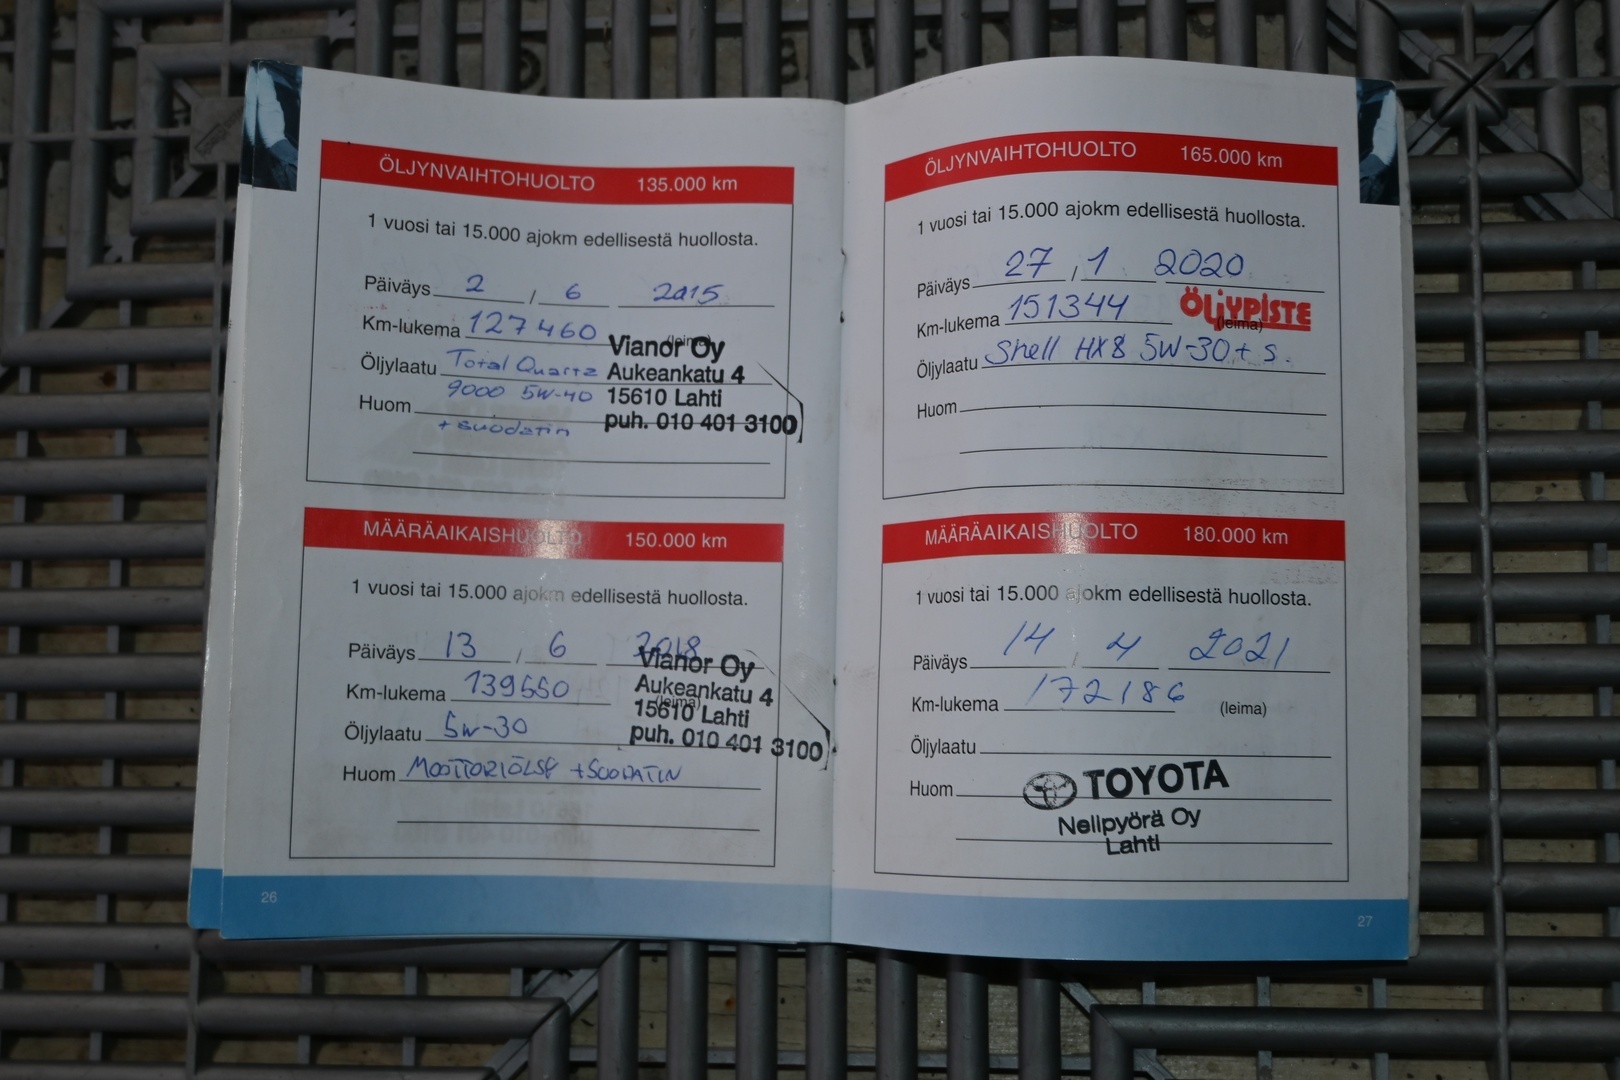 ÖLJYNVAIHTOHUOLTO 135.000 km
1 vuosi tai 15.000 ajokm edellisestä huollosta.
Päiväys 2 / 6 2015
Km-lukema 127460 (leima)
Öljylaatu Total Quartz
9000 5W-40
Huom
+ suodatin
Vianor Oy
Aukeankatu 4
15610 Lahti
puh. 010 401 3100
MÄÄRÄAIKAISHUOLTO 150.000 km
1 vuosi tai 15.000 ajokm edellisestä huollosta.
Päiväys 13 / 6 2018
Km-lukema 139550 (leima)
Öljylaatu 5W-30
Huom MOOTTORIÖLJY +SUODATIN
Vianor Oy
Aukeankatu 4
15610 Lahti
puh. 010 401 3100
26
ÖLJYNVAIHTOHUOLTO 165.000 km
1 vuosi tai 15.000 ajokm edellisestä huollosta.
Päiväys 27 / 1 2020
Km-lukema 151344 (leima)
ÖLJYPISTE
Öljylaatu Shell HX8 5W-30 + s.
Huom
MÄÄRÄAIKAISHUOLTO 180.000 km
1 vuosi tai 15.000 ajokm edellisestä huollosta.
Päiväys 14 / 4 2021
Km-lukema 172186 (leima)
Öljylaatu
Huom
TOYOTA
Nelipyörä Oy
Lahti
27